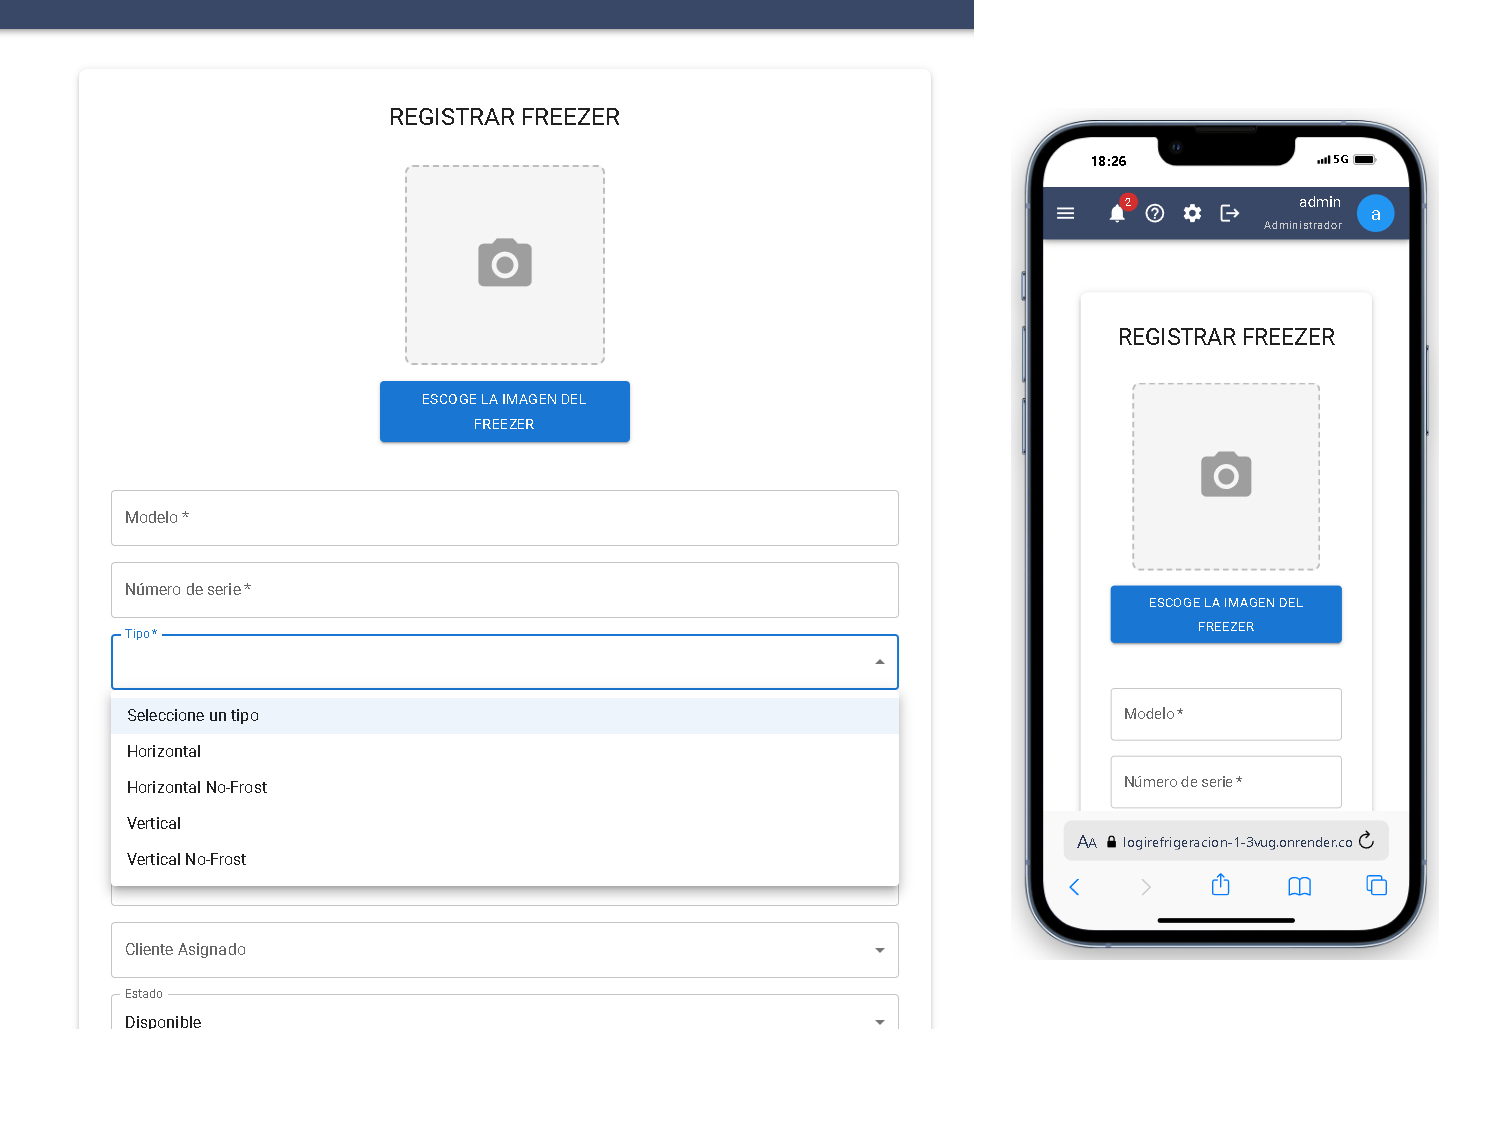 REGISTRAR FREEZER
ESCOGE LA IMAGEN DEL
FREEZER
Modelo *
Número de serie *
Tipo *
Seleccione un tipo
Horizontal
Horizontal No-Frost
Vertical
Vertical No-Frost
Cliente Asignado
Estado
Disponible
18:26
5G
2
admin
Administrador
a
REGISTRAR FREEZER
ESCOGE LA IMAGEN DEL
FREEZER
Modelo *
Número de serie *
AA logirefrigeracion-1-3vug.onrender.co